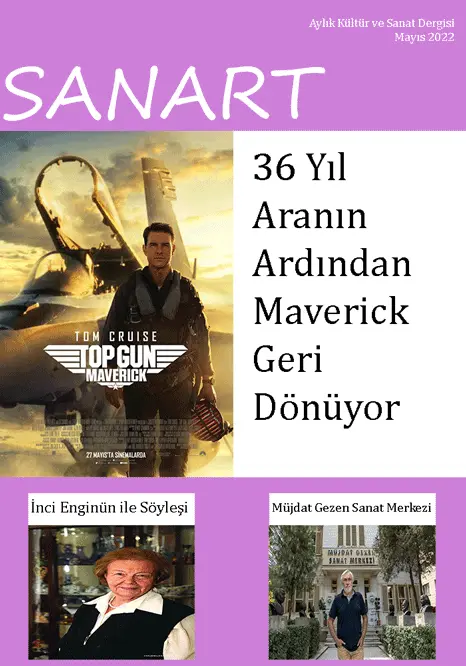 Aylık Kültür ve Sanat Dergisi
Mayıs 2022
SANART
36 Yıl
Aranın
Ardından
Maverick
Geri
Dönüyor
TOM CRUISE
TOP GUN
MAVERICK
27 MAYIS'TA SİNEMALARDA
İnci Enginün ile Söyleşi
Müjdat Gezen Sanat Merkezi
MÜJDAT GEZEN
SANAT MERKEZİ